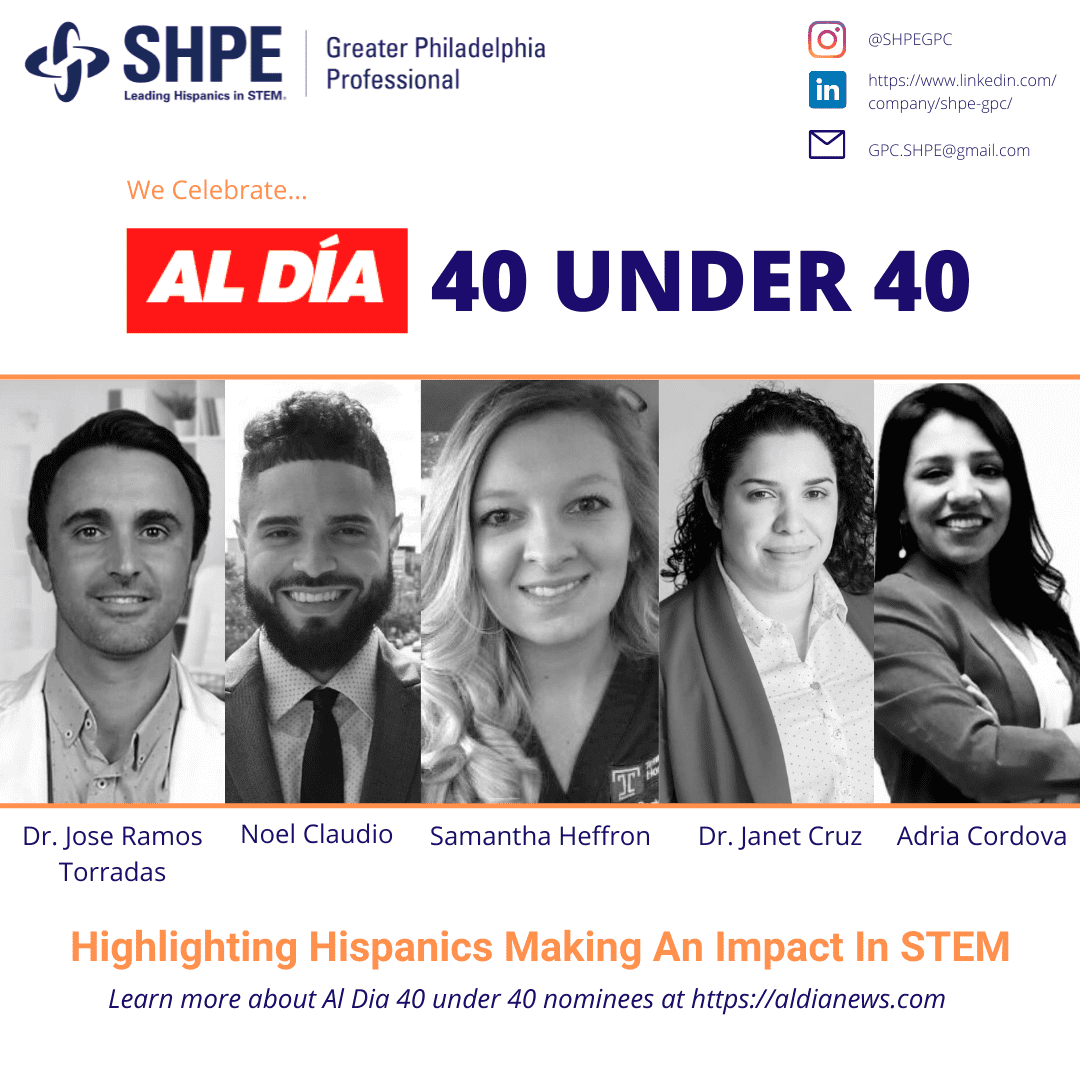 SHPE
Leading Hispanics in STEM.
Greater Philadelphia
Professional
@SHPEGPC
https://www.linkedin.com/
company/shpe-gpc/
GPC.SHPE@gmail.com
We Celebrate...
AL DÍA 40 UNDER 40
Dr. Jose Ramos
Torradas
Noel Claudio
Samantha Heffron
Dr. Janet Cruz
Adria Cordova
Highlighting Hispanics Making An Impact In STEM
Learn more about Al Dia 40 under 40 nominees at https://aldianews.com